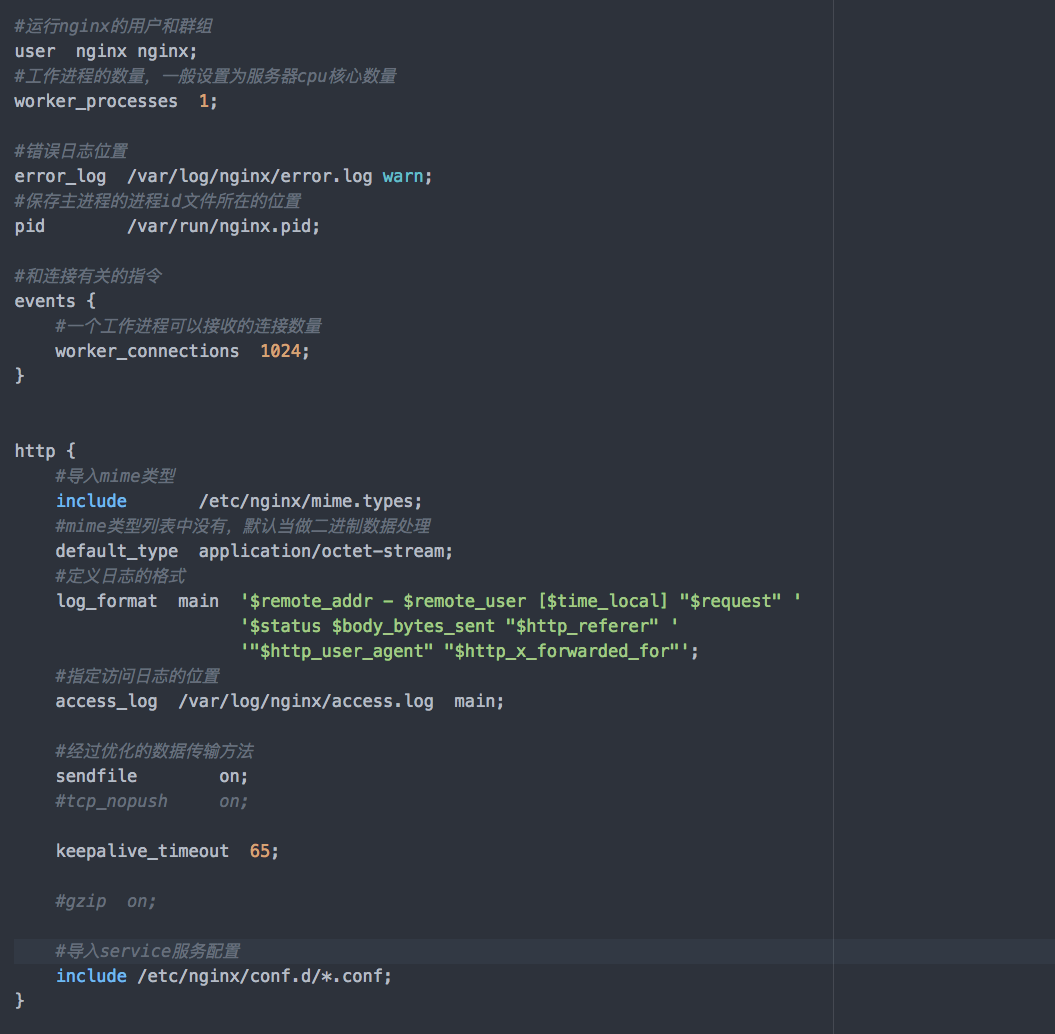 #运行nginx的用户和群组
user  nginx nginx;
#工作进程的数量，一般设置为服务器cpu核心数量
worker_processes  1;
#错误日志位置
error_log  /var/log/nginx/error.log warn;
#保存主进程的进程id文件所在的位置
pid        /var/run/nginx.pid;
#和连接有关的指令
events {
    #一个工作进程可以接收的连接数量
    worker_connections  1024;
}
http {
    #导入mime类型
    include       /etc/nginx/mime.types;
    #mime类型列表中没有，默认当做二进制数据处理
    default_type  application/octet-stream;
    #定义日志的格式
    log_format  main  '$remote_addr - $remote_user [$time_local] "$request" '
                      '$status $body_bytes_sent "$http_referer" '
                      '"$http_user_agent" "$http_x_forwarded_for"';
    #指定访问日志的位置
    access_log  /var/log/nginx/access.log  main;
    #经过优化的数据传输方法
    sendfile        on;
    #tcp_nopush     on;
    keepalive_timeout  65;
    #gzip  on;
    #导入service服务配置
    include /etc/nginx/conf.d/*.conf;
}